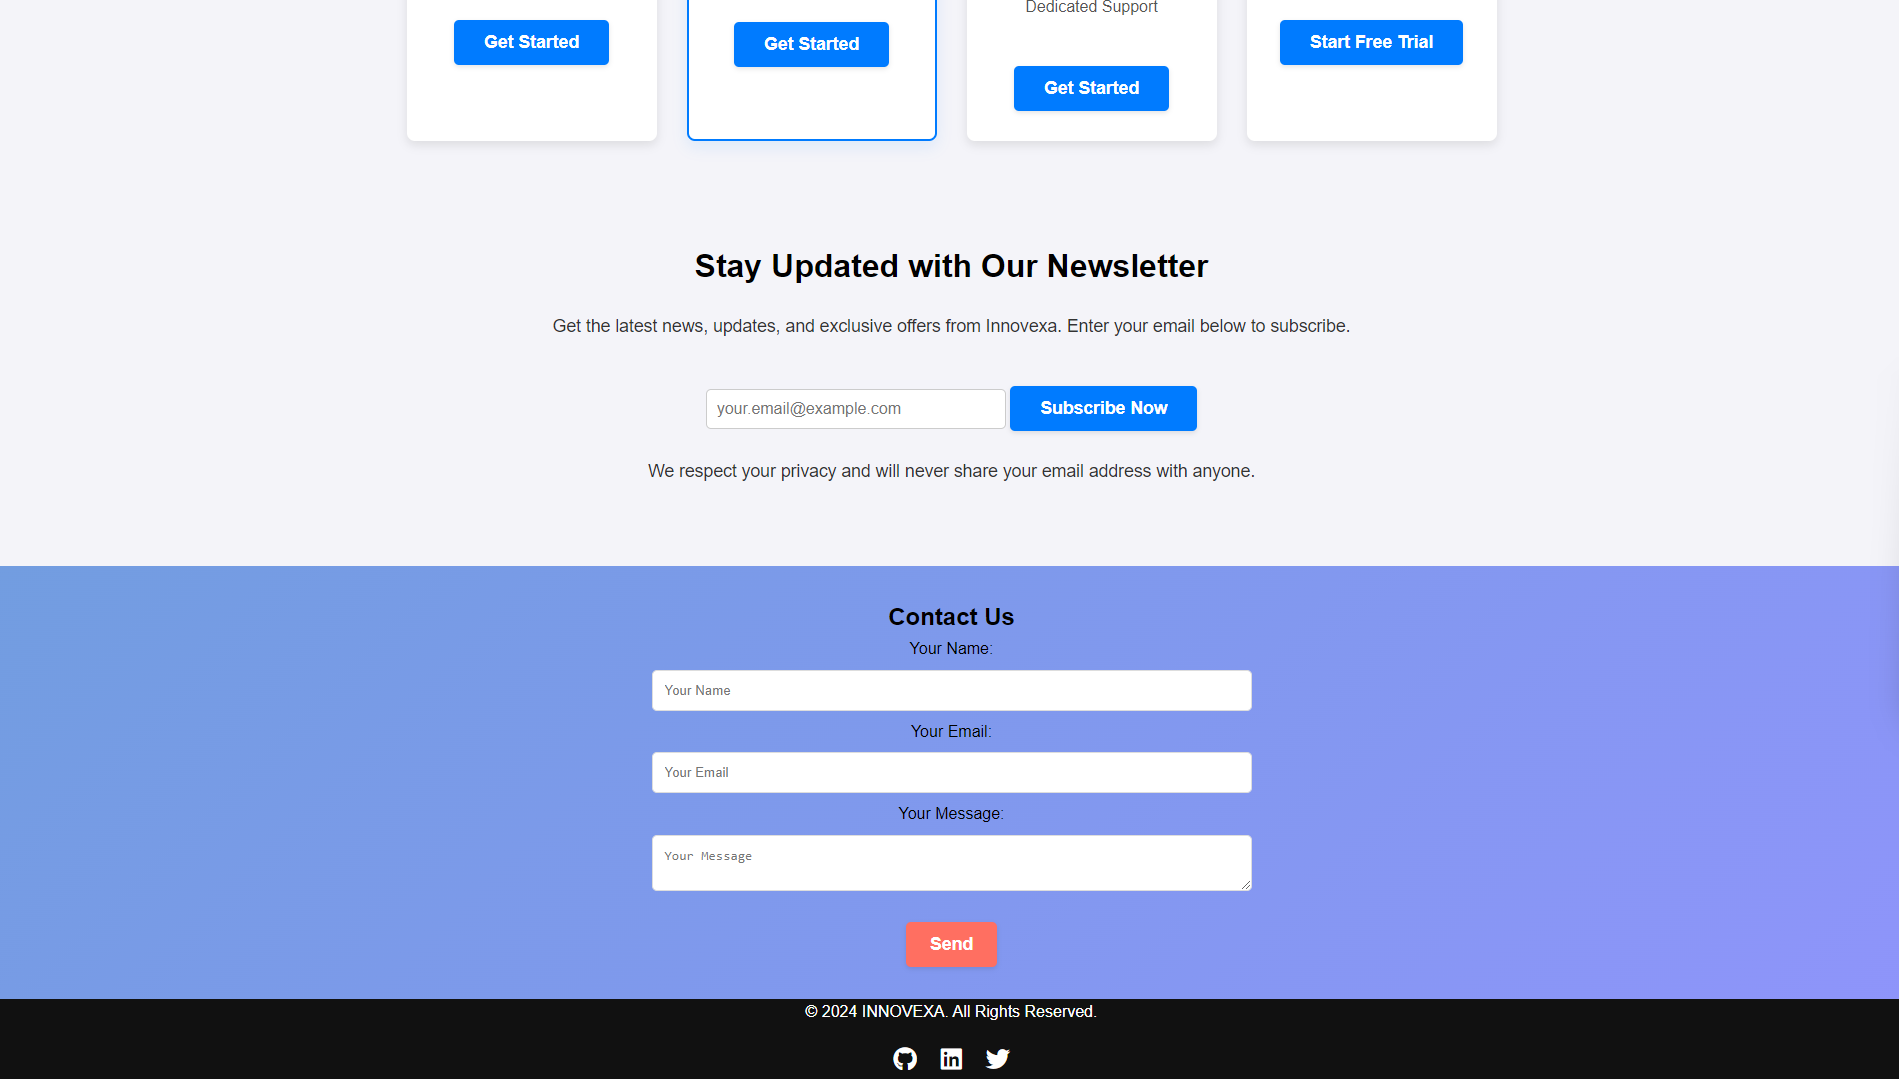 Dedicated Support
Get Started
Get Started
Get Started
Start Free Trial
Stay Updated with Our Newsletter
Get the latest news, updates, and exclusive offers from Innovexa. Enter your email below to subscribe.
your.email@example.com
Subscribe Now
We respect your privacy and will never share your email address with anyone.
Contact Us
Your Name:
Your Name
Your Email:
Your Email
Your Message:
Your Message
Send
© 2024 INNOVEXA. All Rights Reserved.